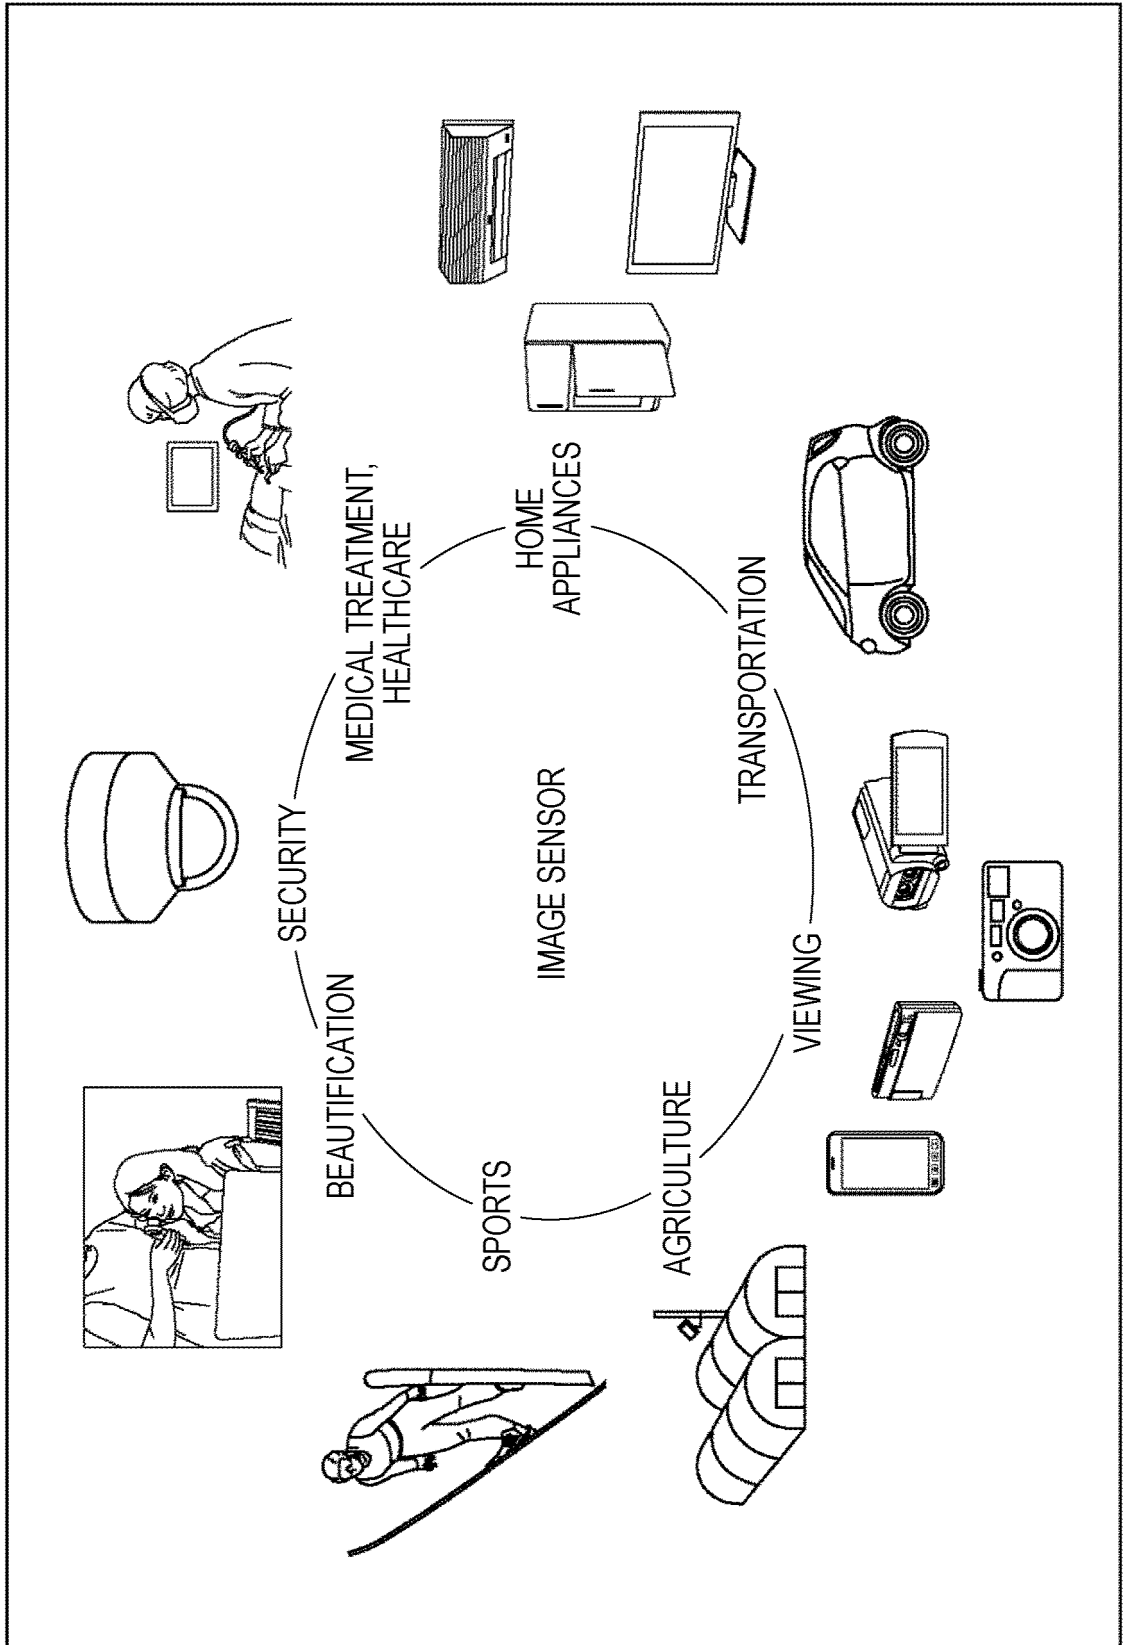 SECURITY
MEDICAL TREATMENT,
HEALTHCARE
HOME
APPLIANCES
TRANSPORTATION
VIEWING
AGRICULTURE
SPORTS
BEAUTIFICATION
IMAGE SENSOR